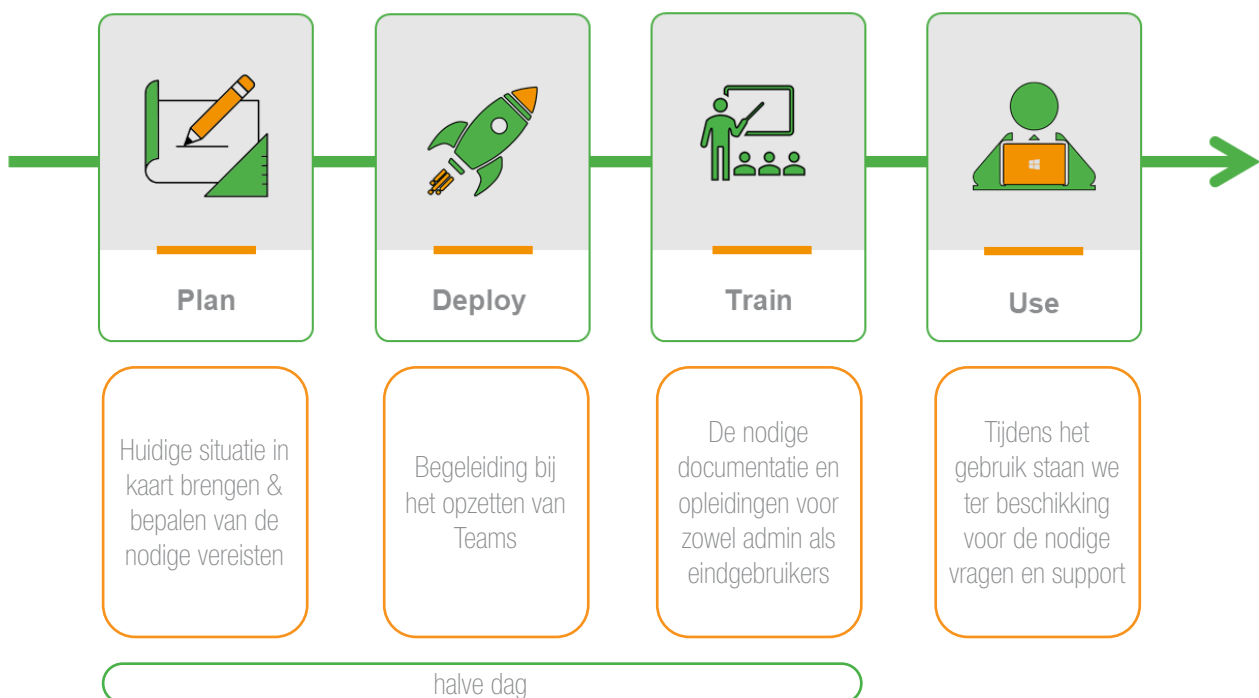 Plan
Deploy
Train
Use
Huidige situatie in
kaart brengen &
bepalen van de
nodige vereisten
Begeleiding bij
het opzetten van
Teams
De nodige
documentatie en
opleidingen voor
zowel admin als
eindgebruikers
Tijdens het
gebruik staan we
ter beschikking
voor de nodige
vragen en support
halve dag